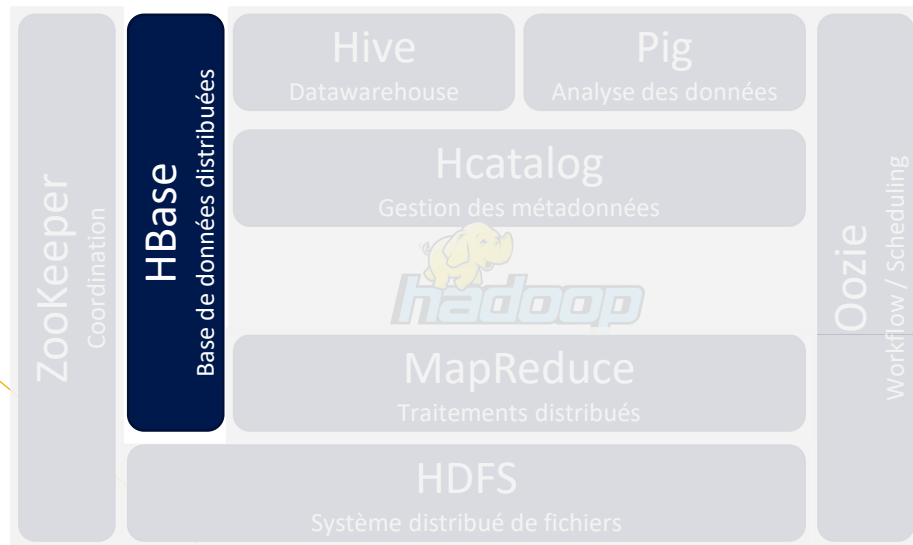 ZooKeeper
Coordination
HBase
Base de données distribuées
Hive
Datawarehouse
Pig
Analyse des données
Hcatalog
Gestion des métadonnées
hadoop
MapReduce
Traitements distribués
HDFS
Système distribué de fichiers
Oozie
Workflow / Scheduling